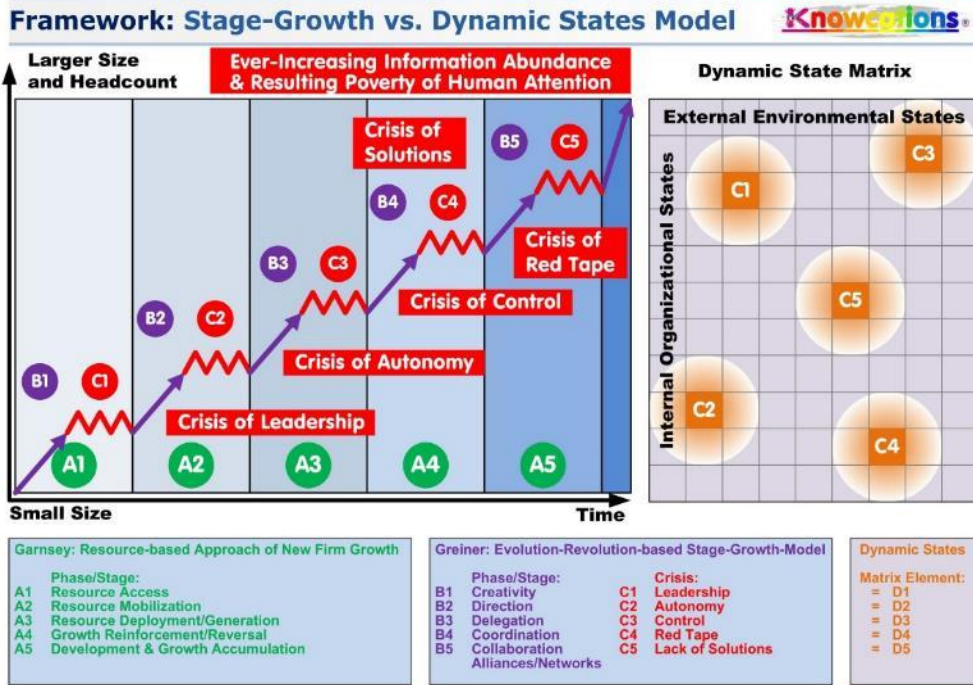 Framework: Stage-Growth vs. Dynamic States Model
Knowcations®
Larger Size
and Headcount
Ever-Increasing Information Abundance
& Resulting Poverty of Human Attention
Crisis of
Solutions
B5
C5
B4
C4
Crisis of
Red Tape
B3
C3
Crisis of Control
B2
C2
Crisis of Autonomy
B1
C1
Crisis of Leadership
A1
A2
A3
A4
A5
Small Size
Time
Dynamic State Matrix
External Environmental States
Internal Organizational States
C3
C1
C5
C2
C4
Garnsey: Resource-based Approach of New Firm Growth
Phase/Stage:
A1 Resource Access
A2 Resource Mobilization
A3 Resource Deployment/Generation
A4 Growth Reinforcement/Reversal
A5 Development & Growth Accumulation
Greiner: Evolution-Revolution-based Stage-Growth-Model
Phase/Stage: Crisis:
B1 Creativity C1 Leadership
B2 Direction C2 Autonomy
B3 Delegation C3 Control
B4 Coordination C4 Red Tape
B5 Collaboration C5 Lack of Solutions
Alliances/Networks
Dynamic States
Matrix Element:
= D1
= D2
= D3
= D4
= D5